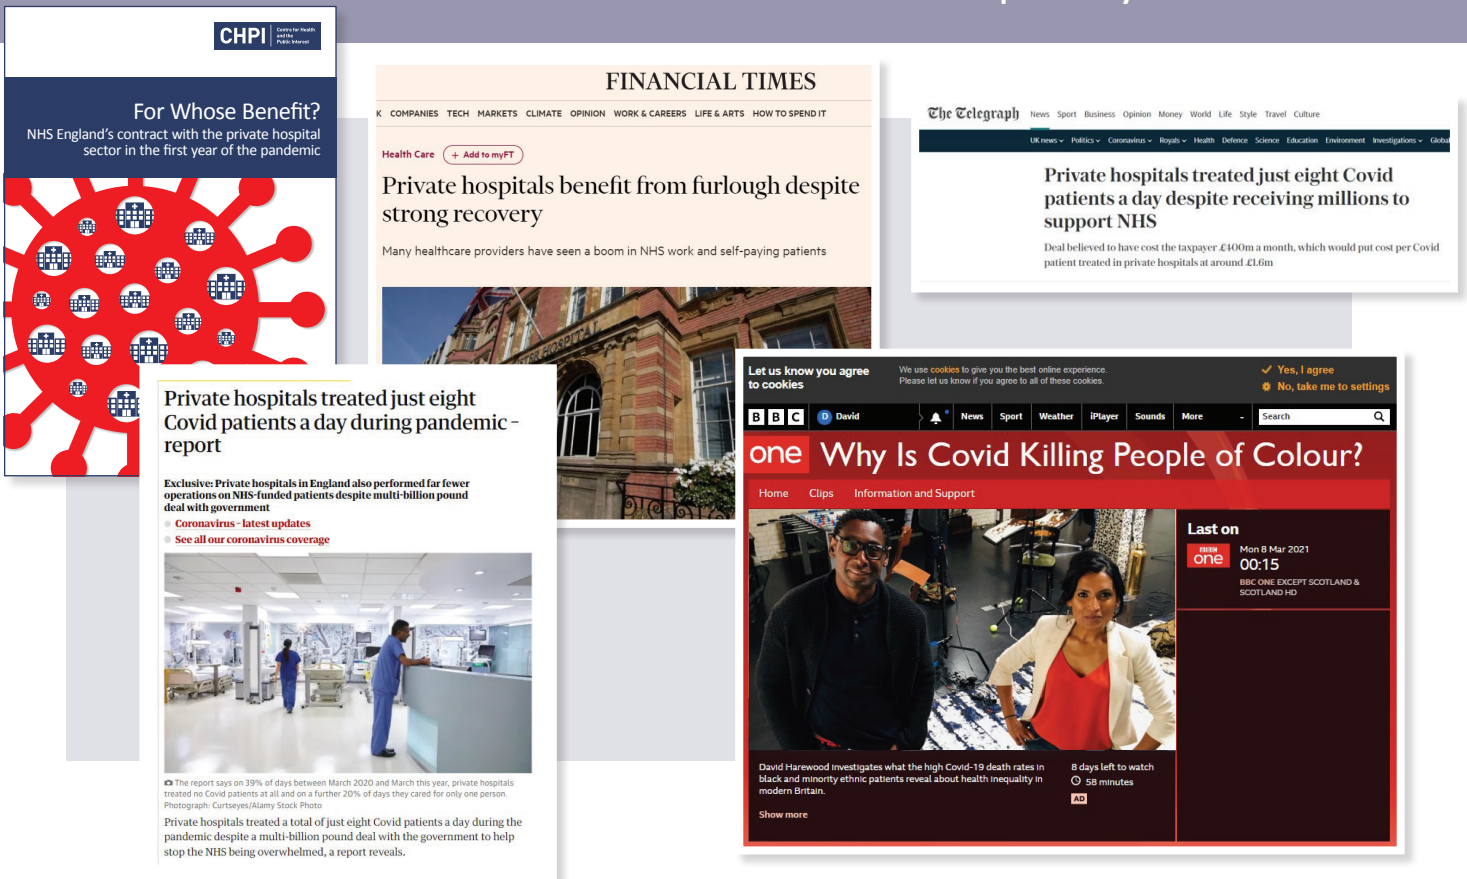 CHPI
Centre for Health
and the
Public Interest
For Whose Benefit?
NHS England's contract with the private hospital
sector in the first year of the pandemic
FINANCIAL TIMES
K COMPANIES TECH MARKETS CLIMATE OPINION WORK & CAREERS LIFE & ARTS HOW TO SPEND IT
Health Care + Add to myFT
Private hospitals benefit from furlough despite
strong recovery
Many healthcare providers have seen a boom in NHS work and self-paying patients
STER HOSPITAL
The Telegraph News Sport Business Opinion Money World Life Style Travel Culture
UK news Politics Coronavirus Royals Health Defence Science Education Environment Investigations Global
Private hospitals treated just eight Covid
patients a day despite receiving millions to
support NHS
Deal believed to have cost the taxpayer £400m a month, which would put cost per Covid
patient treated in private hospitals at around £1.6m
Private hospitals treated just eight
Covid patients a day during pandemic –
report
Exclusive: Private hospitals in England also performed far fewer
operations on NHS-funded patients despite multi-billion pound
deal with government
Coronavirus – latest updates
See all our coronavirus coverage
The report says on 39% of days between March 2020 and March this year, private hospitals
treated no Covid patients at all and on a further 20% of days they cared for only one person.
Photograph: Curtseyes/Alamy Stock Photo
Private hospitals treated a total of just eight Covid patients a day during the
pandemic despite a multi-billion pound deal with the government to help
stop the NHS being overwhelmed, a report reveals.
Let us know you agree
to cookies
We use cookies to give you the best online experience.
Please let us know if you agree to all of these cookies.
Yes, I agree
No, take me to settings
BBC D David News Sport Weather iPlayer Sounds More Search
one Why Is Covid Killing People of Colour?
Home Clips Information and Support
Last on
BBC
one
Mon 8 Mar 2021
00:15
BBC ONE EXCEPT SCOTLAND &
SCOTLAND HD
David Harewood investigates what the high Covid-19 death rates in
black and minority ethnic patients reveal about health inequality in
modern Britain.
Show more
8 days left to watch
58 minutes
AD